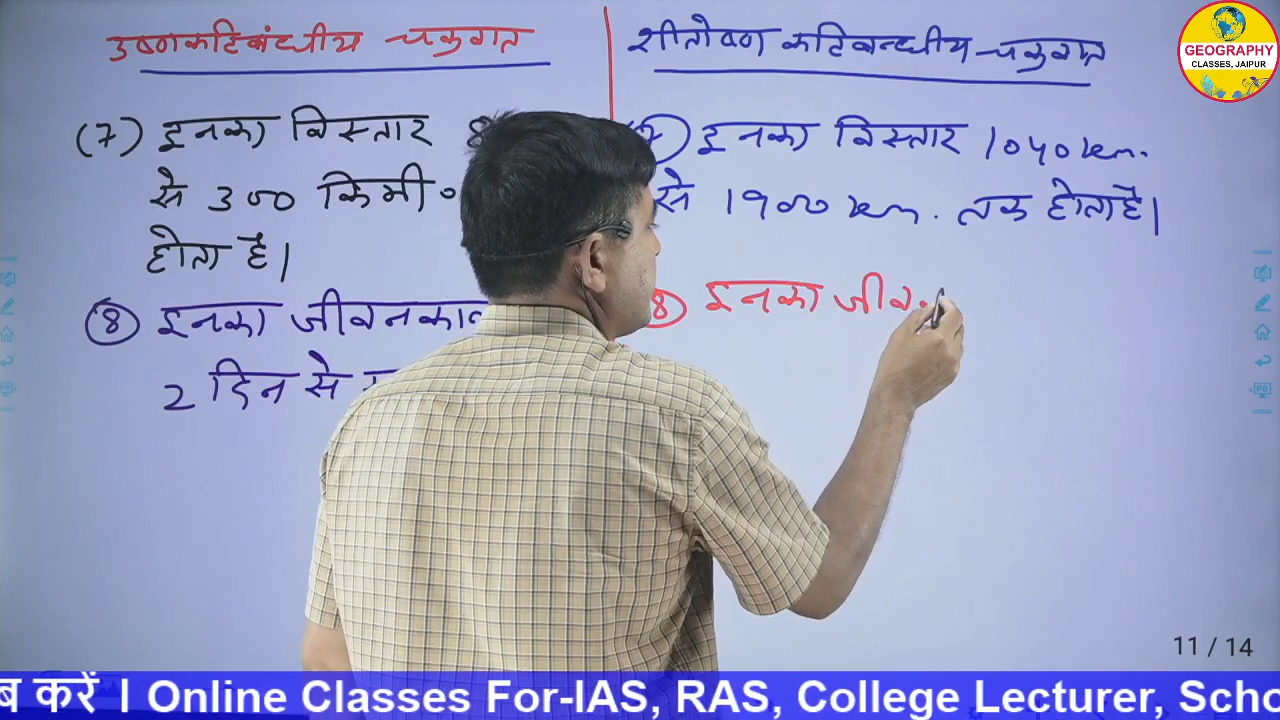 उष्णकटिबंधीय चक्रवात
(7) इनका विस्तार 8
से 300 किमी०
होता है।
(8) इनका जीवनकाल
2 दिन से
शीतोष्ण कटिबन्धीय चक्रवात
इनका विस्तार 1040 km.
से 1900 km. तक होता है।
(8) इनका जीव
GEOGRAPHY
CLASSES, JAIPUR
11 / 14
ब करें । Online Classes For-IAS, RAS, College Lecturer, Scho